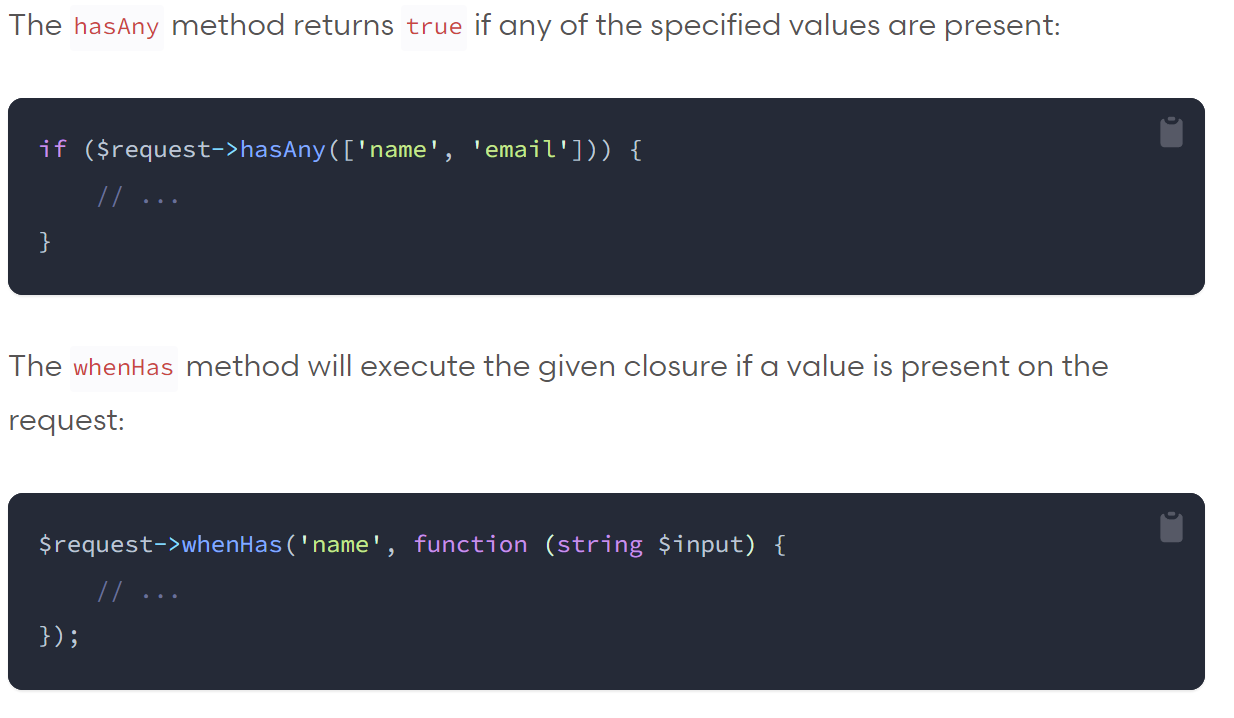 The hasAny method returns true if any of the specified values are present:
if ($request->hasAny(['name', 'email'])) {
    // ...
}
The whenHas method will execute the given closure if a value is present on the
request:
$request->whenHas('name', function (string $input) {
    // ...
});